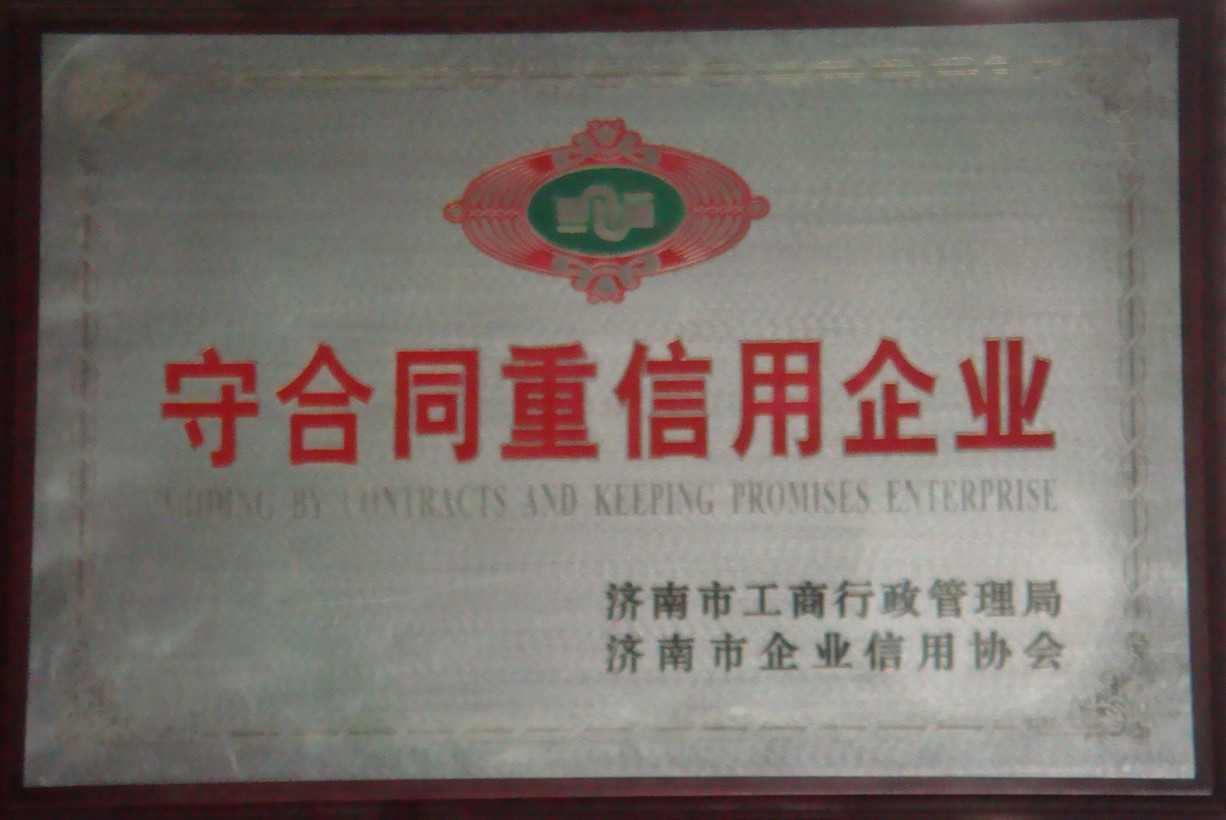 守合同重信用企业
BY CONTRACTS AND KEEPING PROMISES ENTERPRISE
济南市工商行政管理局
济南市企业信用协会